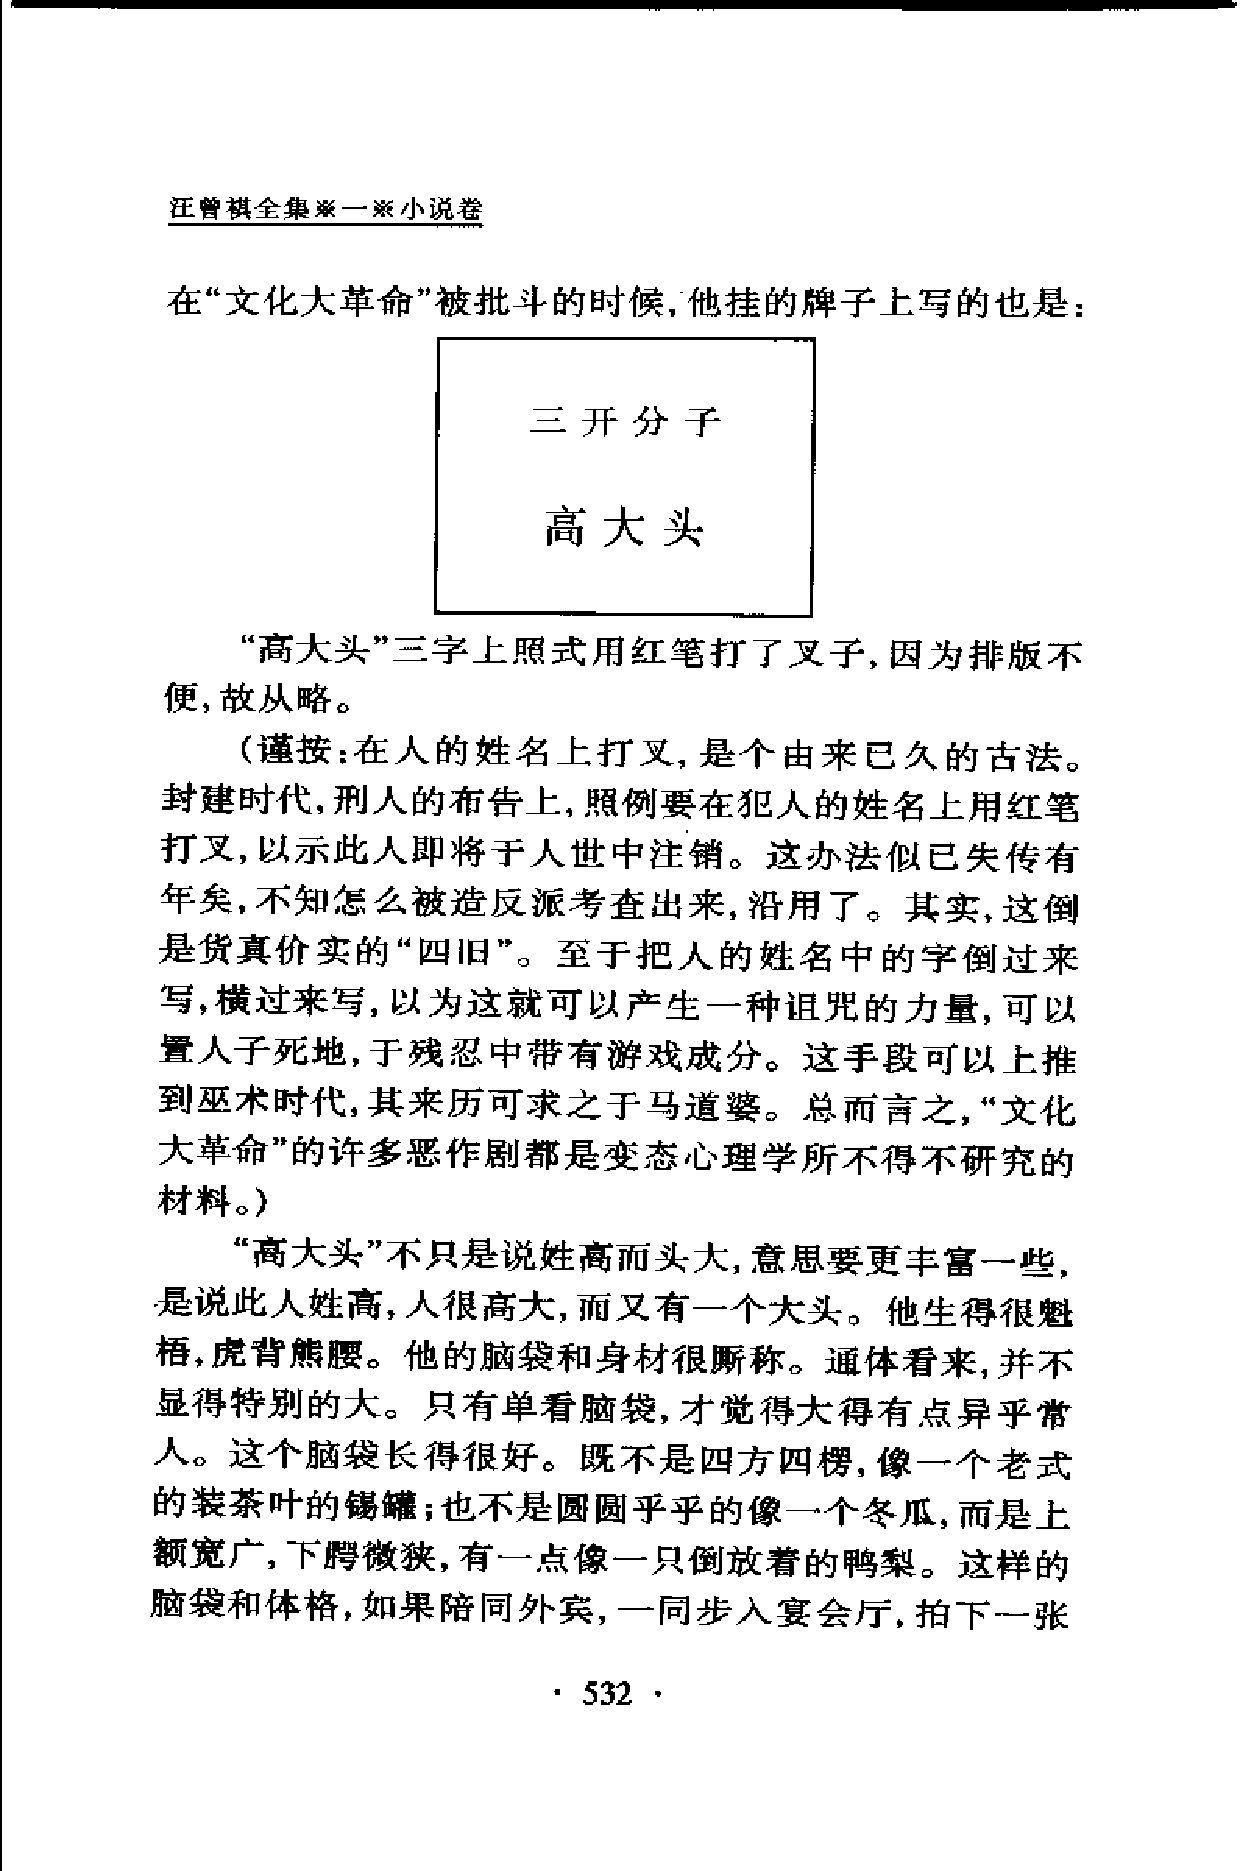 汪曾祺全集※一※小说卷
在“文化大革命”被批斗的时候,他挂的牌子上写的也是:
三开分子
高大头
“高大头”三字上照式用红笔打了叉子,因为排版不
便,故从略。
(谨按:在人的姓名上打叉,是个由来已久的古法。
封建时代,刑人的布告上,照例要在犯人的姓名上用红笔
打叉,以示此人即将于人世中注销。这办法似已失传有
年矣,不知怎么被造反派考查出来,沿用了。其实,这倒
是货真价实的“四旧”。至于把人的姓名中的字倒过来
写,横过来写,以为这就可以产生一种诅咒的力量,可以
置人子死地,于残忍中带有游戏成分。这手段可以上推
到巫术时代,其来历可求之于马道婆。总而言之,“文化
大革命”的许多恶作剧都是变态心理学所不得不研究的
材料。)
“高大头”不只是说姓高而头大,意思要更丰富一些,
是说此人姓高,人很高大,而又有一个大头。他生得很魁
梧,虎背熊腰。他的脑袋和身材很厮称。通体看来,并不
显得特别的大。只有单看脑袋,才觉得大得有点异乎常
人。这个脑袋长得很好。既不是四方四楞,像一个老式
的装茶叶的锡罐;也不是圆圆乎乎的像一个冬瓜,而是上
额宽广,下腭微狭,有一点像一只倒放着的鸭梨。这样的
脑袋和体格,如果陪同外宾,一同步入宴会厅,拍下一张
· 532 ·